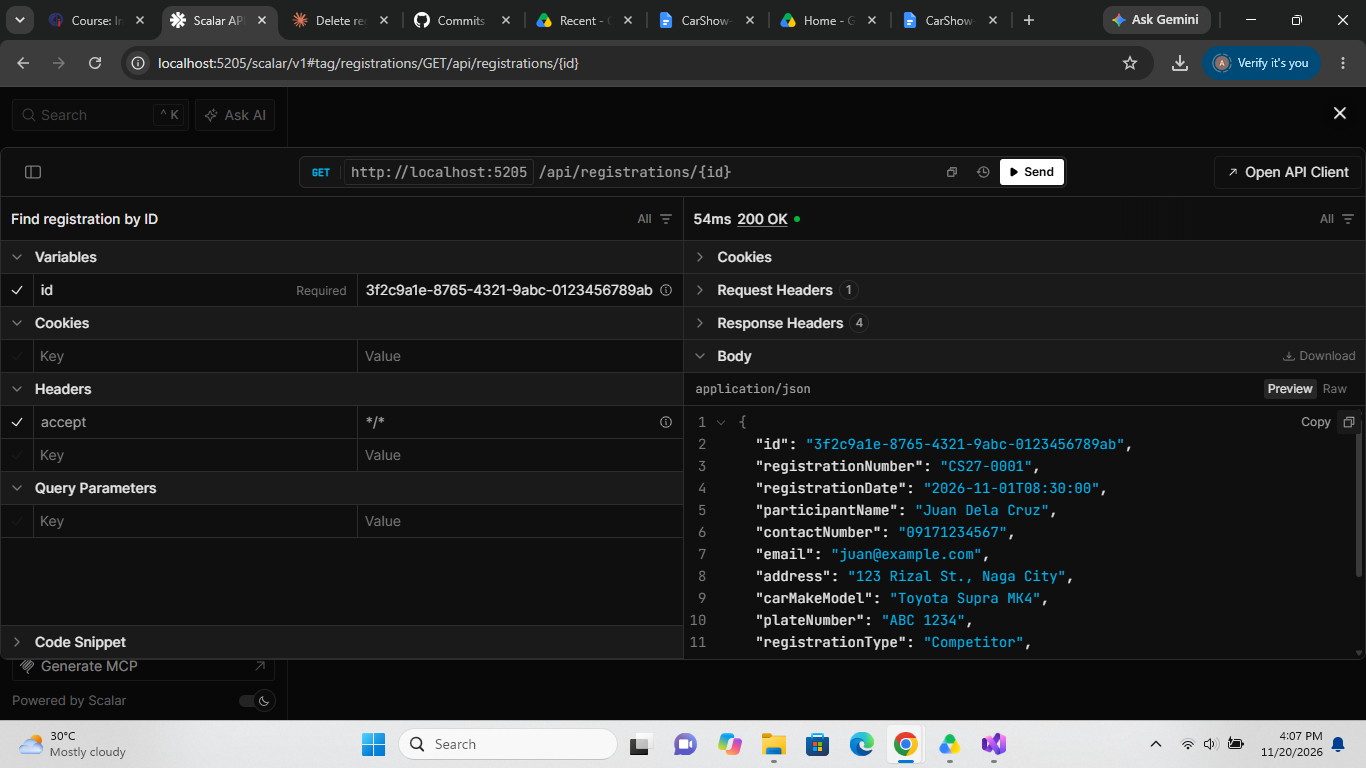 Course: In
Scalar API
Delete re
Commits
Recent - G
CarShow-
Home - G
CarShow-
Ask Gemini
localhost:5205/scalar/v1#tag/registrations/GET/api/registrations/{id}
Verify it's you
Search
^ K
Ask AI
GET
http://localhost:5205
/api/registrations/{id}
Send
Open API Client
Find registration by ID
All
54ms 200 OK
All
Variables
id
Required
3f2c9a1e-8765-4321-9abc-0123456789ab
Cookies
Key
Value
Headers
accept
*/*
Key
Value
Query Parameters
Key
Value
Code Snippet
Cookies
Request Headers 1
Response Headers 4
Body
Download
application/json
Preview
Raw
Copy
1 {
2 "id": "3f2c9a1e-8765-4321-9abc-0123456789ab",
3 "registrationNumber": "CS27-0001",
4 "registrationDate": "2026-11-01T08:30:00",
5 "participantName": "Juan Dela Cruz",
6 "contactNumber": "09171234567",
7 "email": "juan@example.com",
8 "address": "123 Rizal St., Naga City",
9 "carMakeModel": "Toyota Supra MK4",
10 "plateNumber": "ABC 1234",
11 "registrationType": "Competitor",
Generate MCP
Powered by Scalar
30°C
Mostly cloudy
Search
4:07 PM
11/20/2026